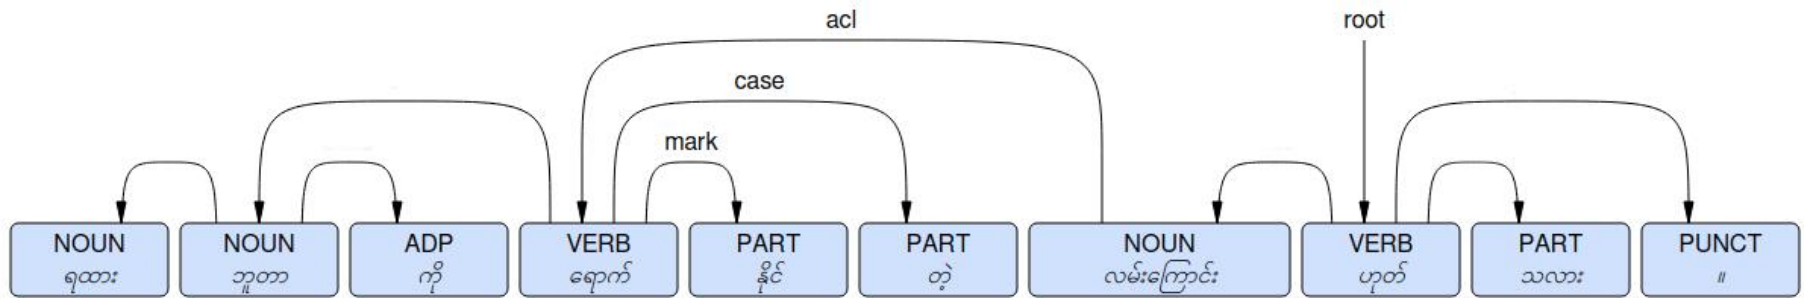 acl root
case
mark
NOUN NOUN ADP VERB PART PART NOUN VERB PART PUNCT
ရထား ဘူတာ ကို ရောက် နိုင် တဲ့ လမ်းကြောင်း ဟုတ် သလား ။